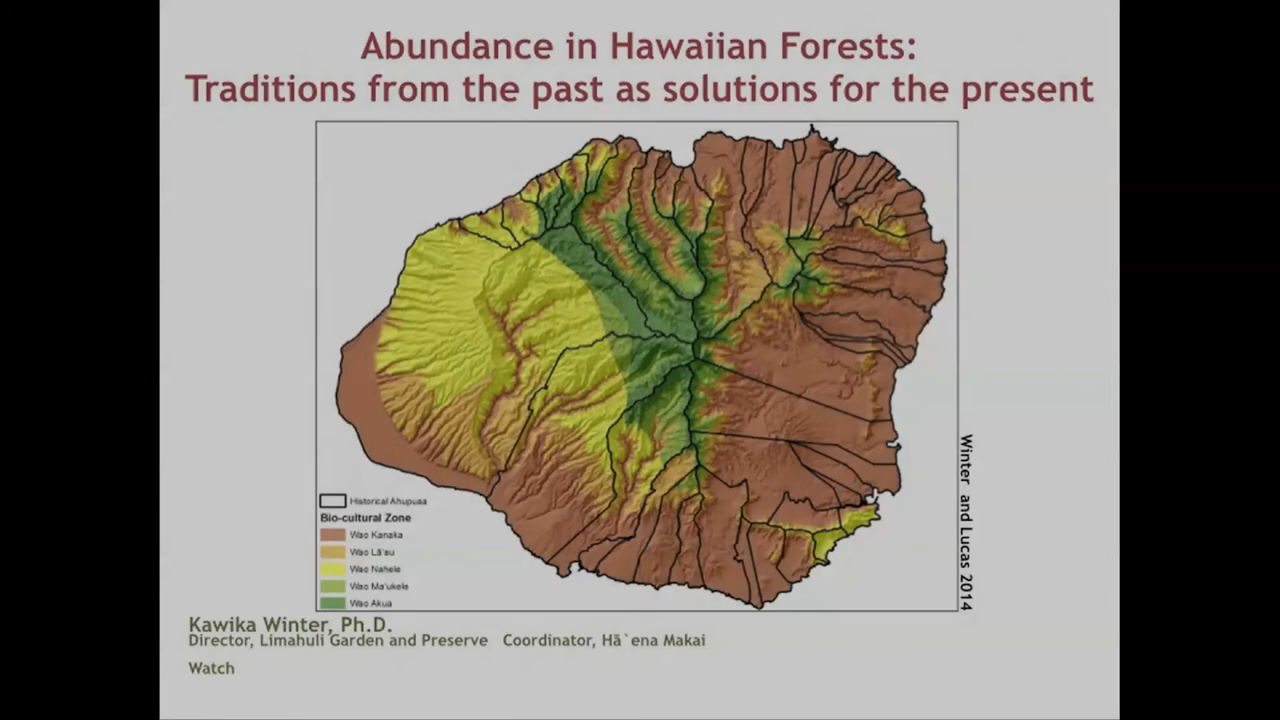 Abundance in Hawaiian Forests:
Traditions from the past as solutions for the present
Winter and Lucas 2014
Historical Ahupuaa
Bio-cultural Zone
Wao Kanaka
Wao Lā'au
Wao Nahele
Wao Ma'ukele
Wao Akua
Kawika Winter, Ph.D.
Director, Limahuli Garden and Preserve Coordinator, Hā`ena Makai
Watch